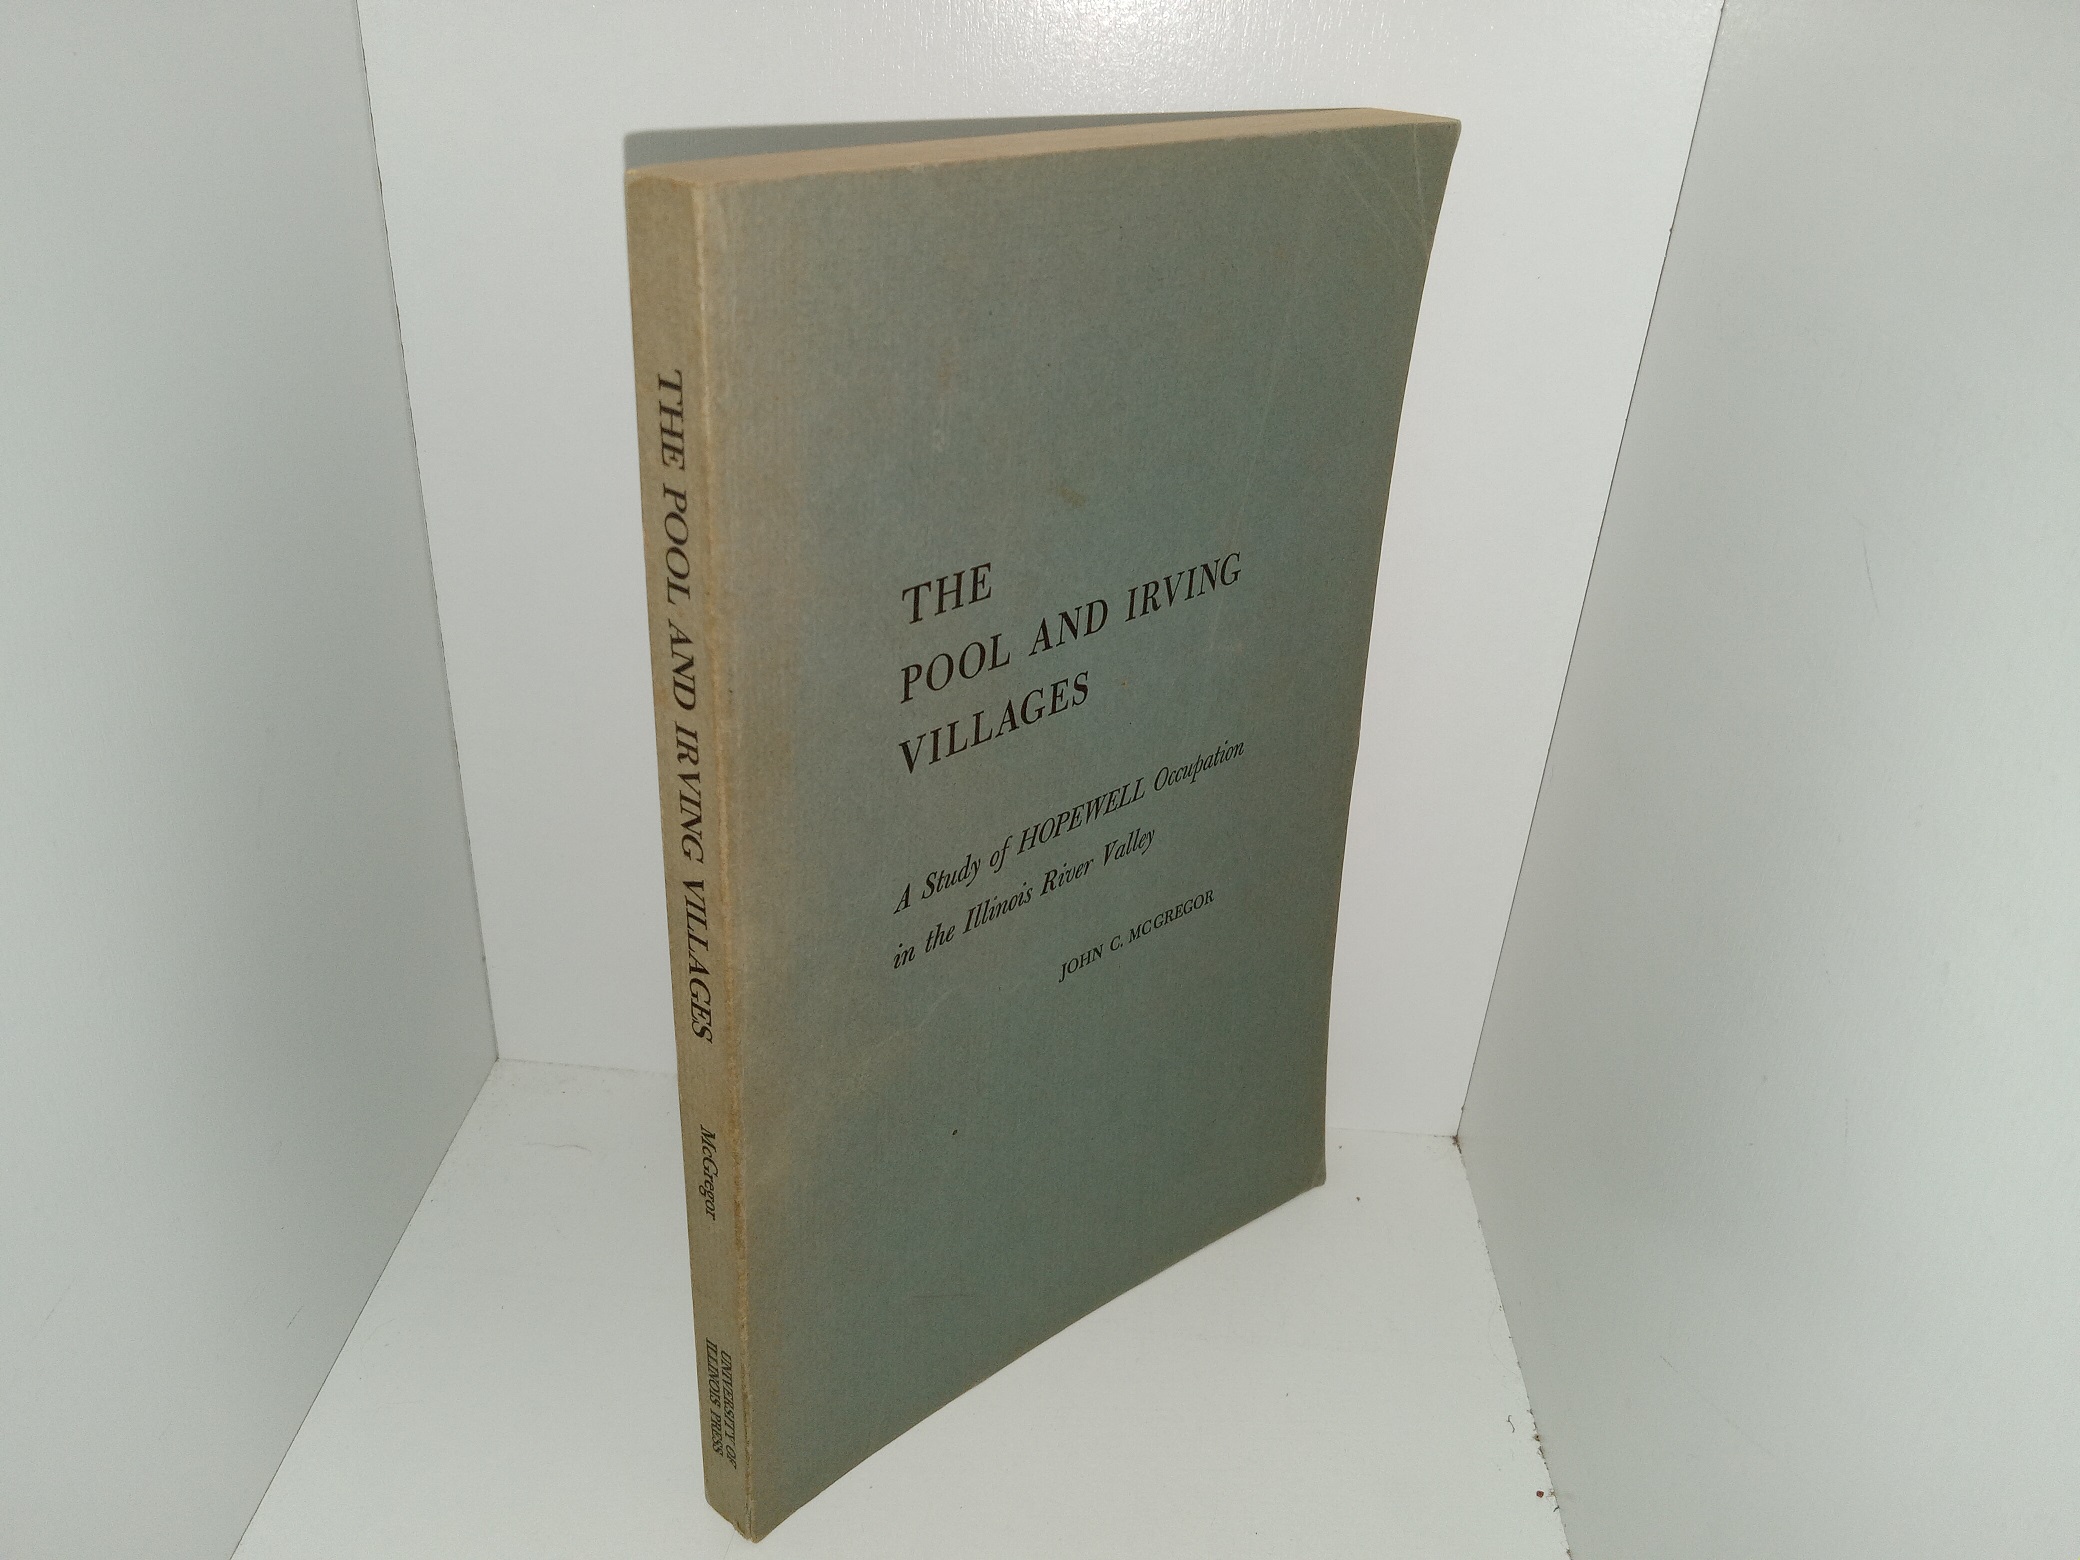 THE POOL AND IRVING VILLAGES
McGregor
UNIVERSITY OF
ILLINOIS PRESS
THE
POOL AND IRVING
VILLAGES
A Study of HOPEWELL Occupation
in the Illinois River Valley
JOHN C. MCGREGOR